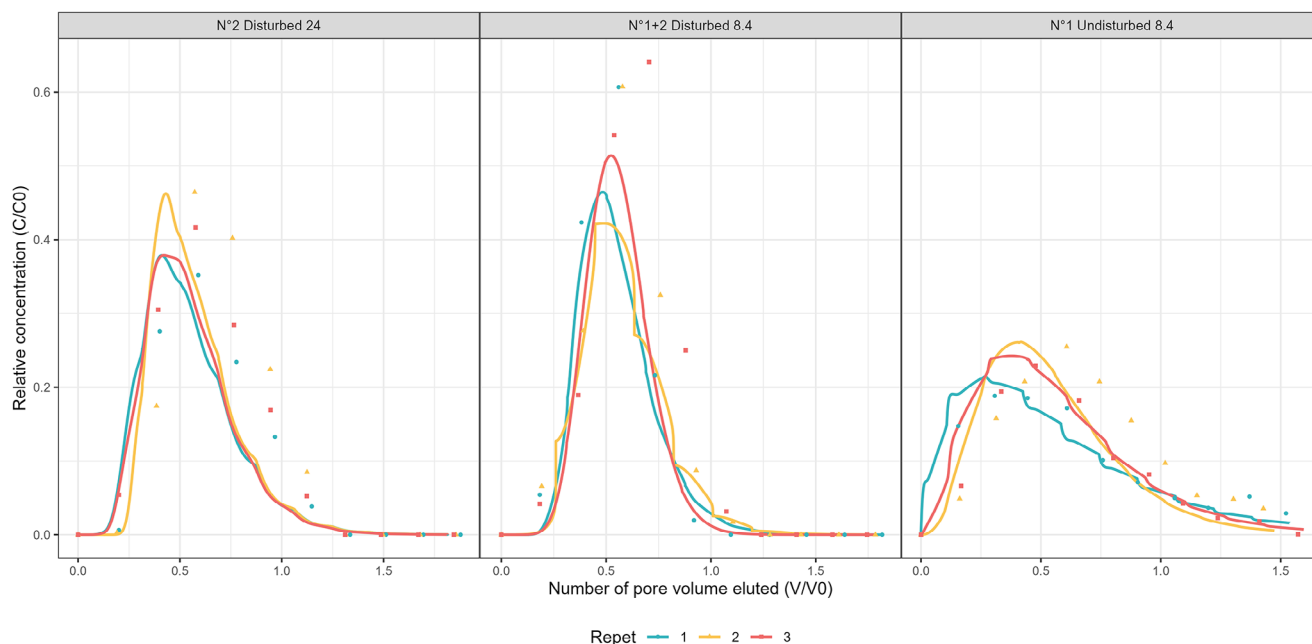 N°2 Disturbed 24
N°1+2 Disturbed 8.4
N°1 Undisturbed 8.4
Relative concentration (C/C0)
0.6
0.4
0.2
0.0
0.0 0.5 1.0 1.5
0.0 0.5 1.0 1.5
0.0 0.5 1.0 1.5
Number of pore volume eluted (V/V0)
Repet 1 2 3